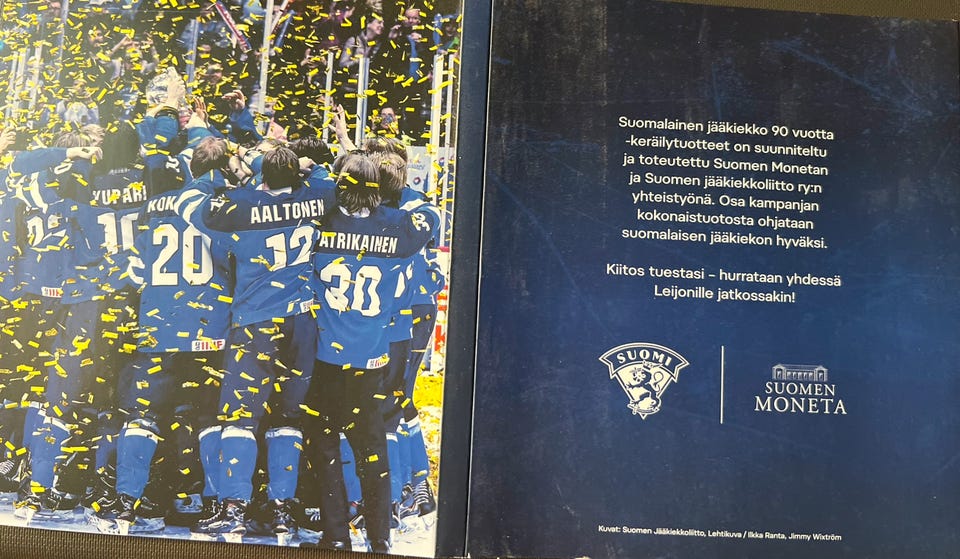 AALTONEN
12
20
30
IIHF
Suomalainen jääkiekko 90 vuotta
-keräilytuotteet on suunniteltu
ja toteutettu Suomen Monetan
ja Suomen jääkiekkoliitto ry:n
yhteistyönä. Osa kampanjan
kokonaistuotosta ohjataan
suomalaisen jääkiekon hyväksi.
Kiitos tuestasi – hurrataan yhdessä
Leijonille jatkossakin!
SUOMI
SUOMEN
MONETA
Kuvat: Suomen Jääkiekkoliitto, Lehtikuva / Ilkka Ranta, Jimmy Wixtröm